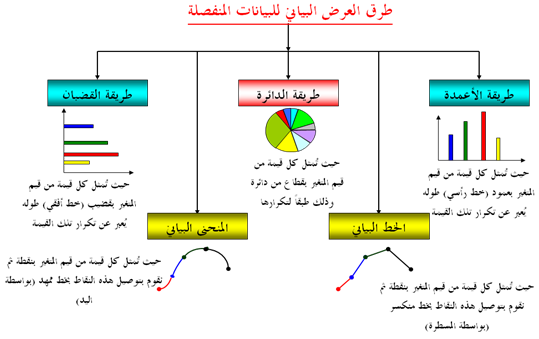 طرق العرض البياني للبيانات المنفصلة
طريقة الأعمدة
حيث تُمثل كل قيمة من قيم
المتغير بعمود (خط رأسي) طوله
يُعبر عن تكرار تلك القيمة
طريقة الدائرة
حيث تُمثل كل قيمة من
قيم المتغير بقطاع من دائرة
وذلك طبقاً لتكرارها
طريقة القضبان
حيث تُمثل كل قيمة من قيم
المتغير بقضيب (خط أفقي) طوله
يُعبر عن تكرار تلك القيمة
الخط البياني
حيث تُمثل كل قيمة من قيم المتغير بنقطة ثم
نقوم بتوصيل هذه النقاط بخط منكسر
(بواسطة المسطرة)
المنحنى البياني
حيث تُمثل كل قيمة من قيم المتغير بنقطة ثم
نقوم بتوصيل هذه النقاط بخط ممهد (بواسطة
اليد)